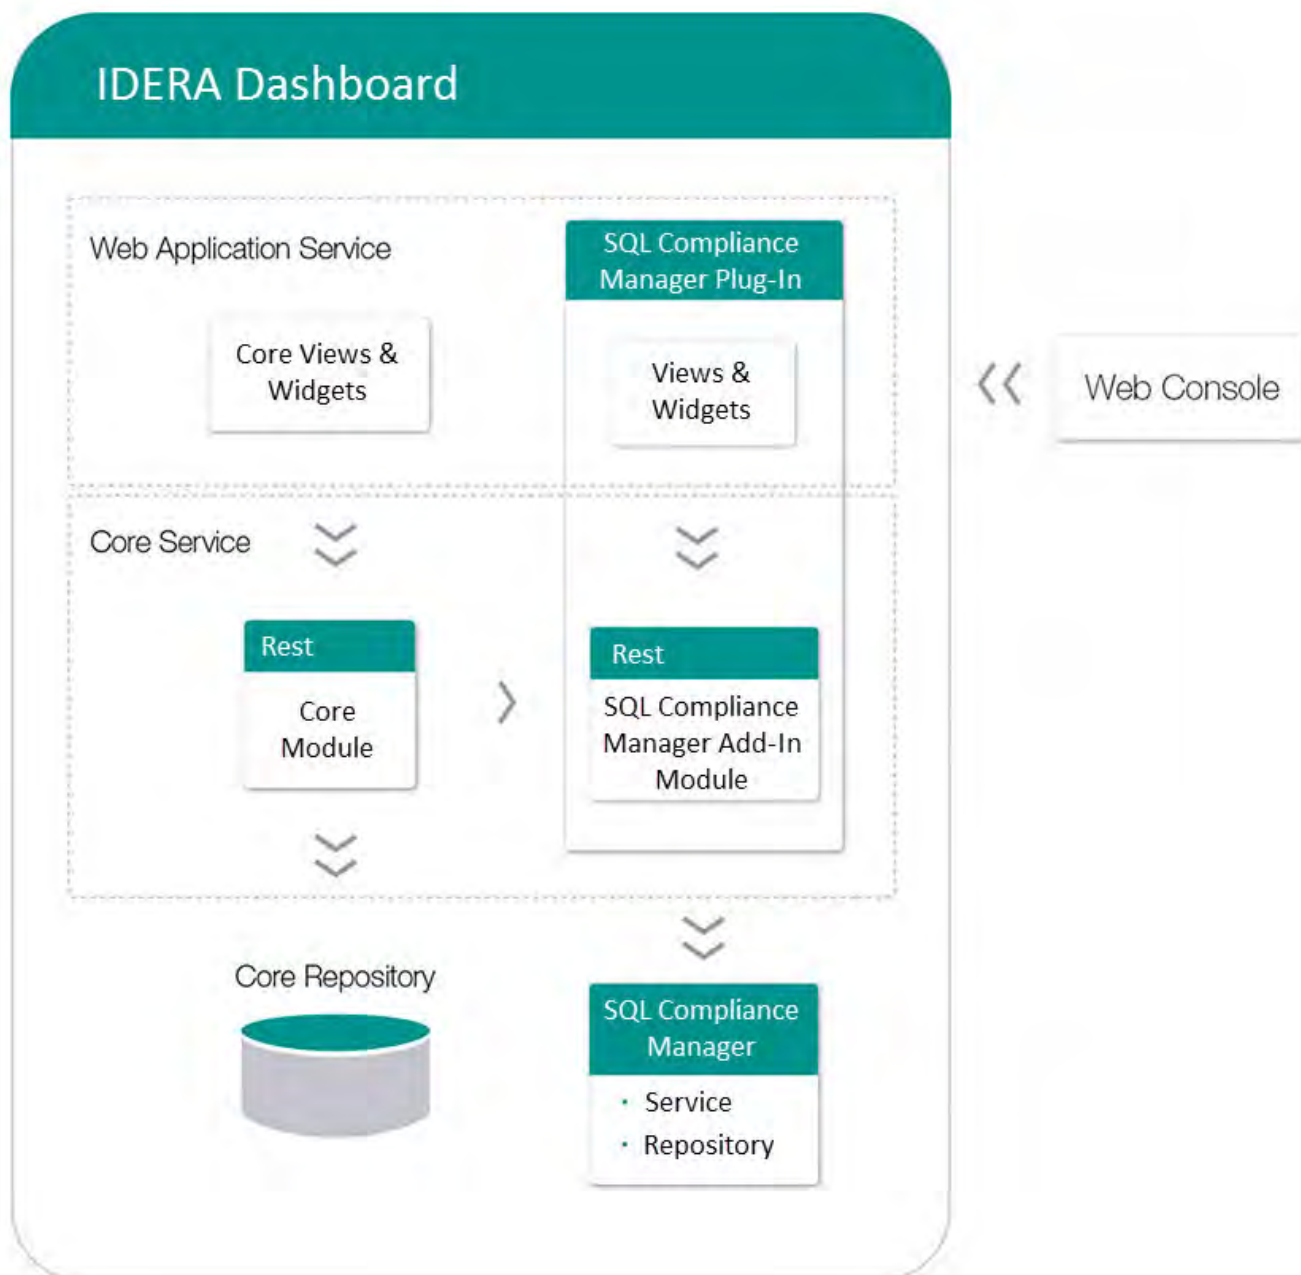 IDERA Dashboard
Web Application Service
SQL Compliance
Manager Plug-In
Core Views &
Widgets
Views &
Widgets
Web Console
Core Service
Rest
Core
Module
Rest
SQL Compliance
Manager Add-In
Module
Core Repository
SQL Compliance
Manager
· Service
· Repository